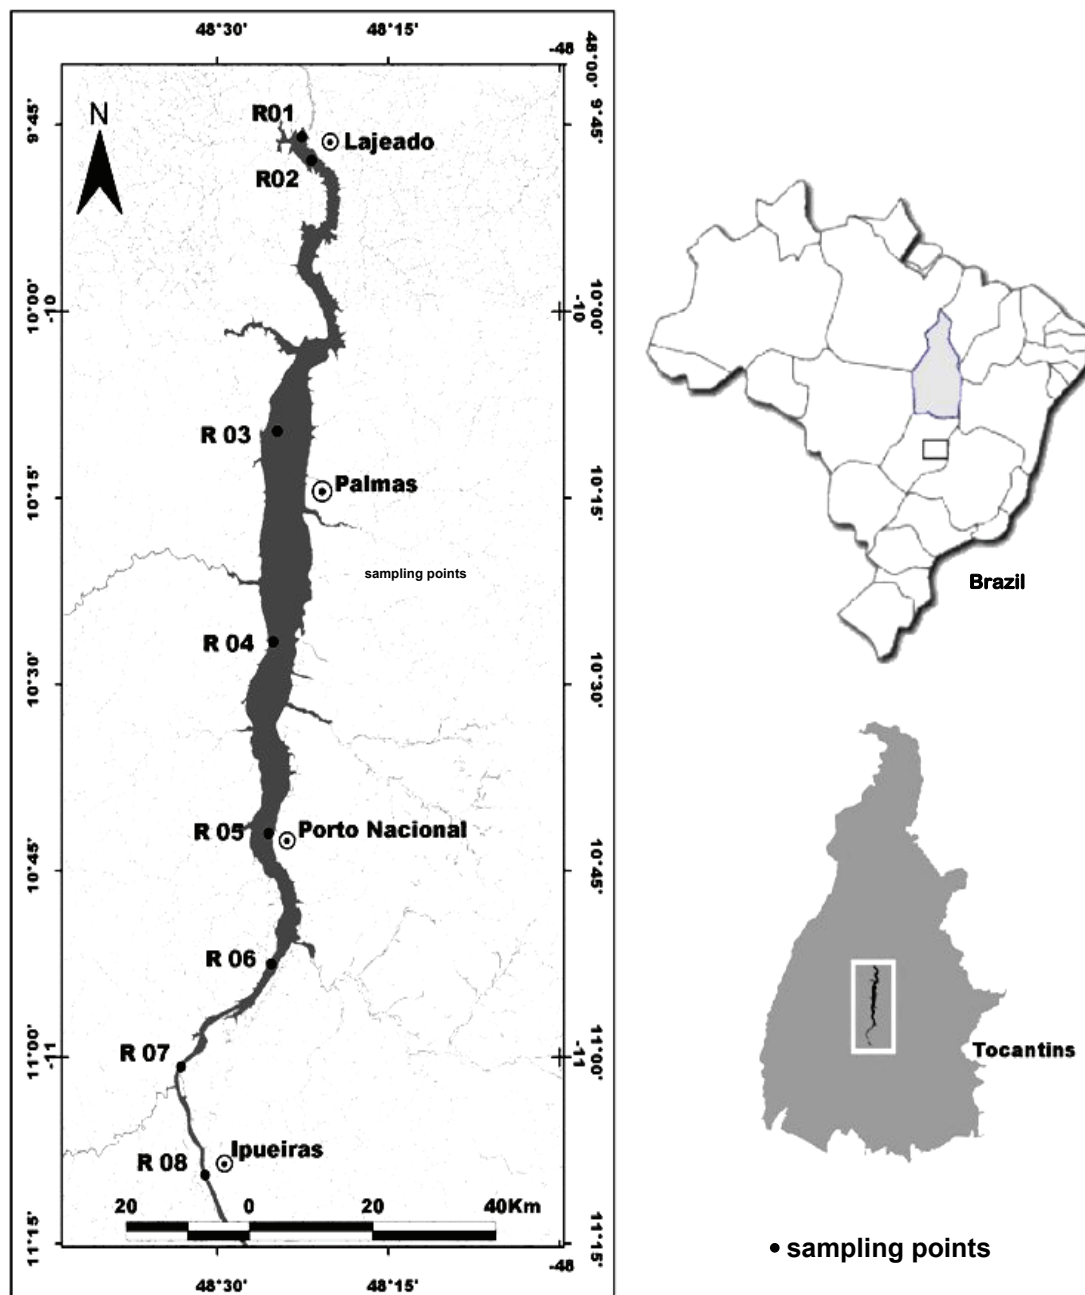 48°30' 48°15' -48
48°00'
9°45' 9°45'
N
R01
Lajeado
R02
10°00' -10 10°00'
R 03
Palmas
10°15' 10°15'
sampling points
R 04
10°30' 10°30'
R 05 Porto Nacional
10°45' 10°45'
R 06
-11 11°00' -11 11°00'
R 07
Ipueiras
R 08
20 0 20 40Km
11°15' 11°15'
48°30' 48°15' -48
Brazil
Tocantins
sampling points